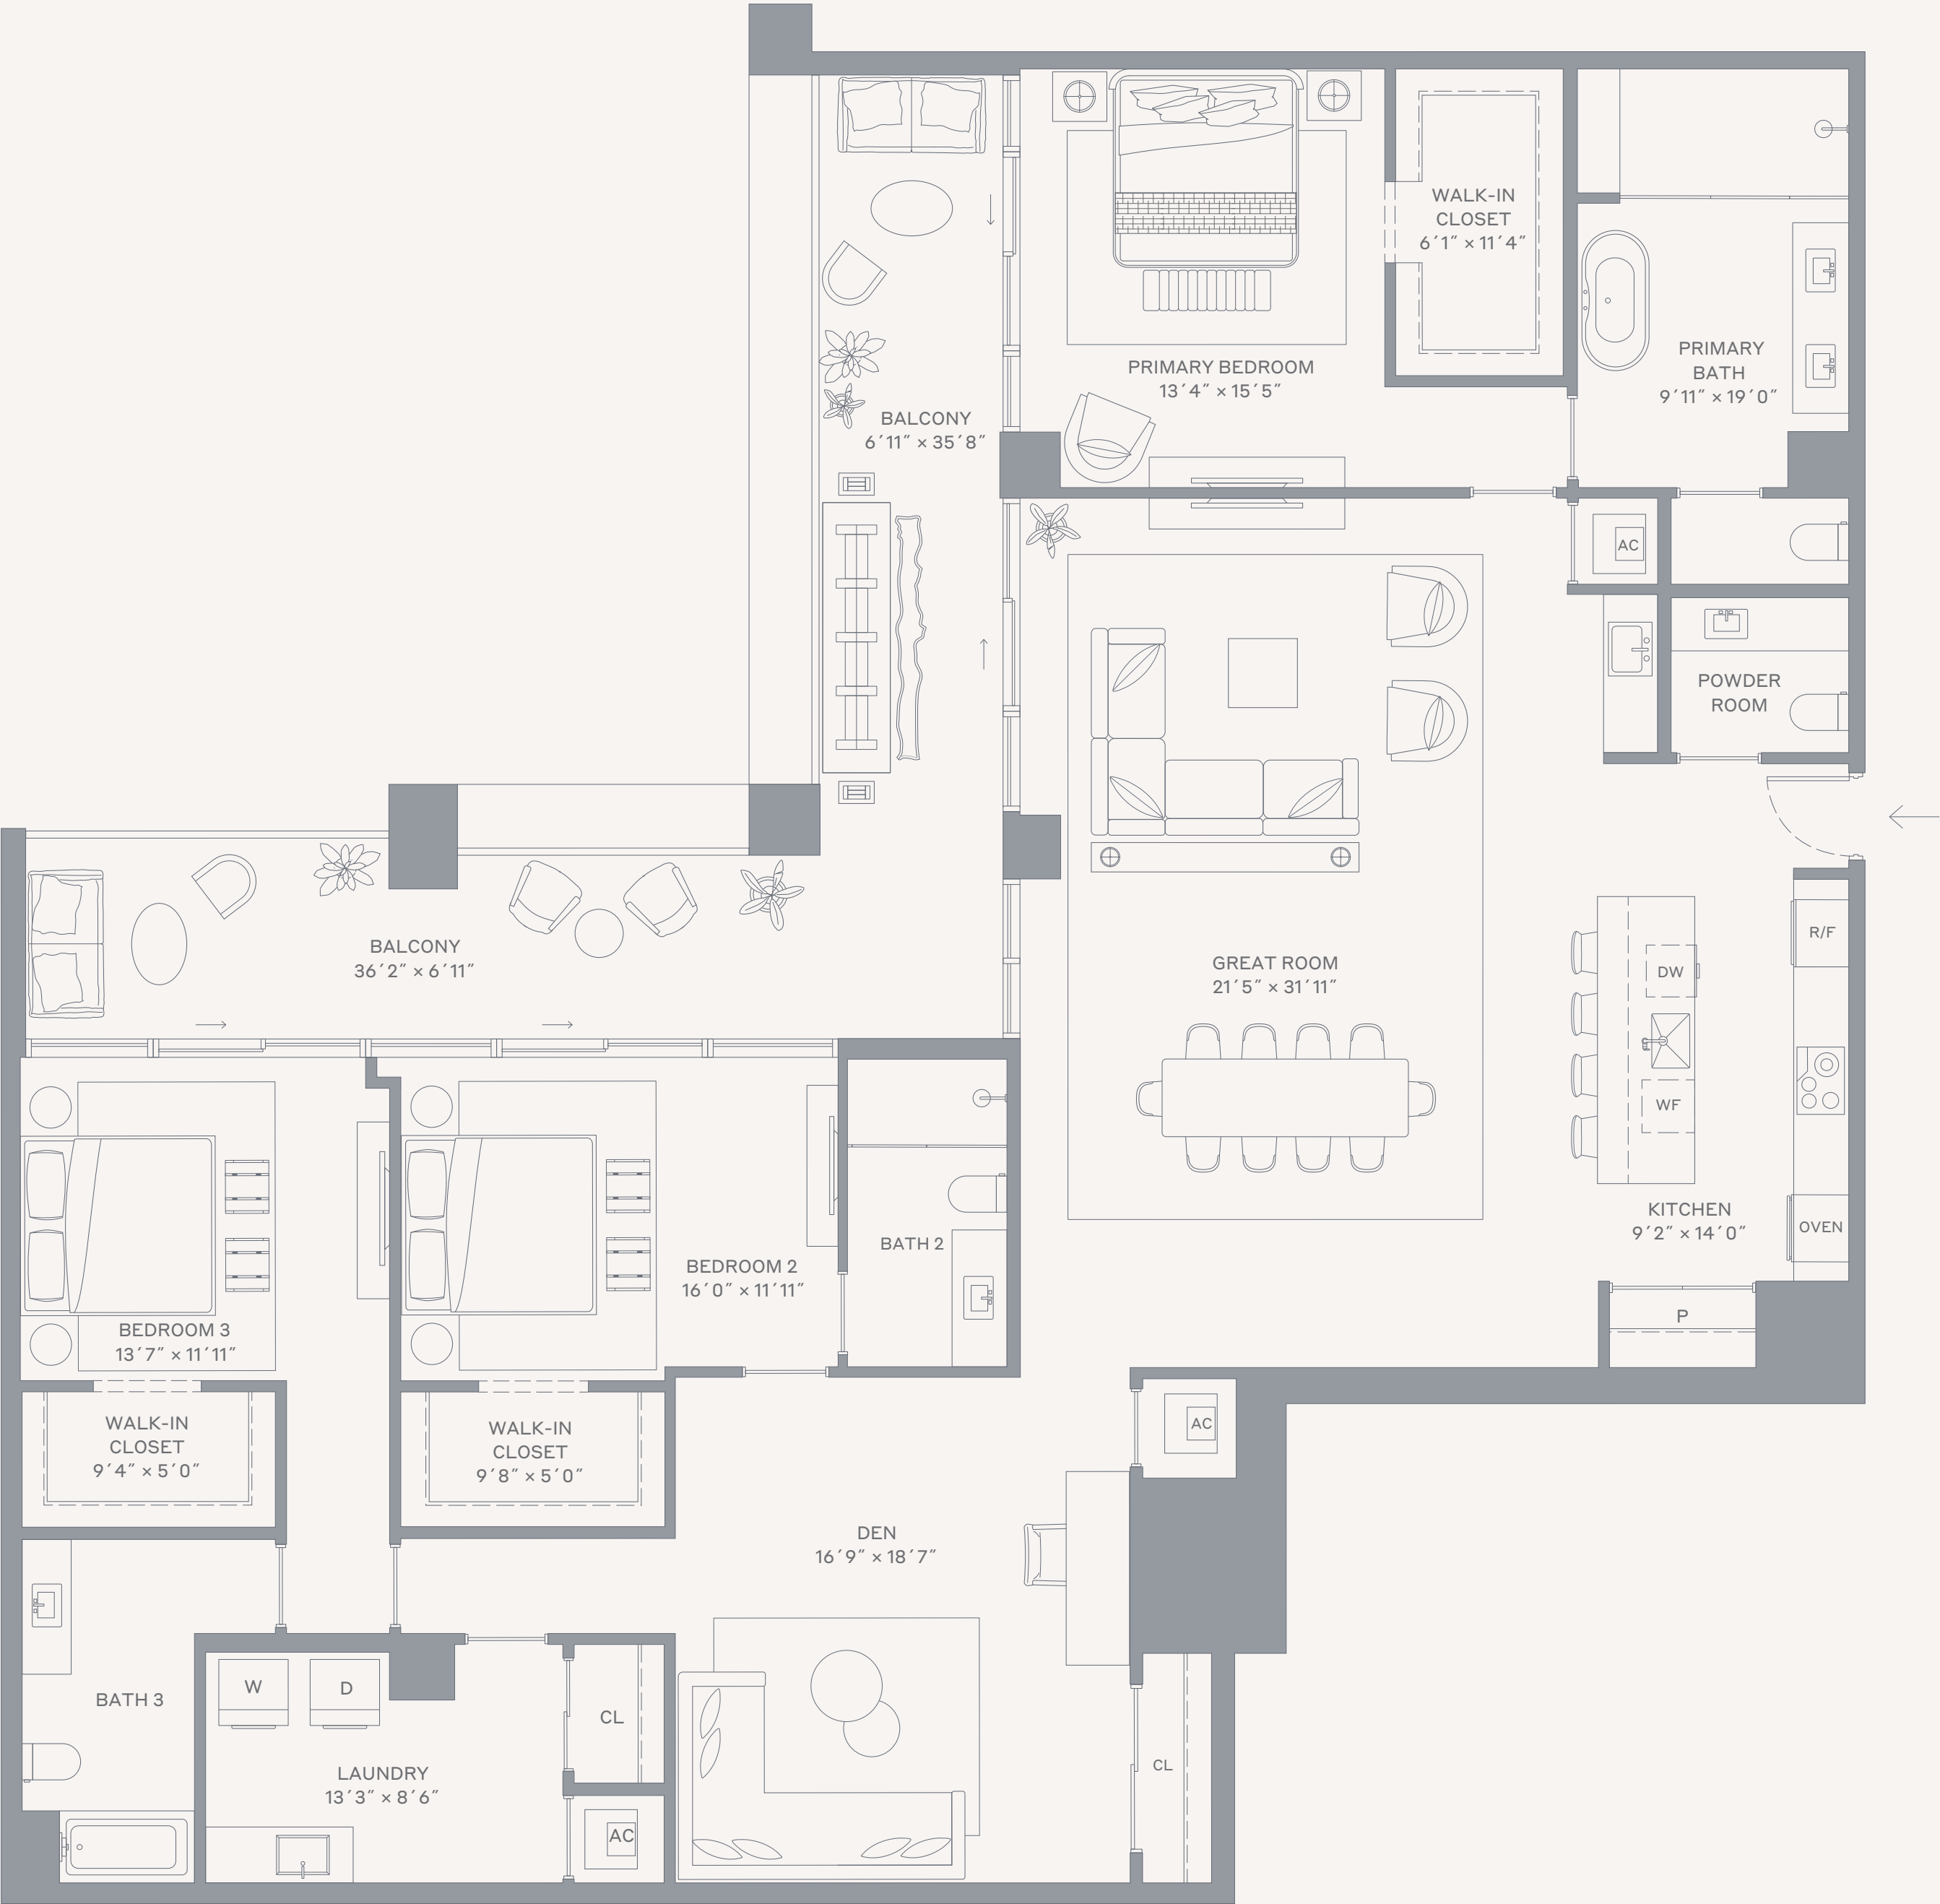 WALK-IN
CLOSET
6´1˝ × 11´4˝
PRIMARY
BATH
9´11˝ × 19´0˝
PRIMARY BEDROOM
13´4˝ × 15´5˝
BALCONY
6´11˝ × 35´8˝
AC
POWDER
ROOM
R/F
BALCONY
36´2˝ × 6´11˝
GREAT ROOM
21´5˝ × 31´11˝
DW
WF
KITCHEN
9´2˝ × 14´0˝
OVEN
BATH 2
BEDROOM 2
16´0˝ × 11´11˝
P
BEDROOM 3
13´7˝ × 11´11˝
WALK-IN
CLOSET
9´4˝ × 5´0˝
WALK-IN
CLOSET
9´8˝ × 5´0˝
AC
DEN
16´9˝ × 18´7˝
W
D
BATH 3
CL
CL
LAUNDRY
13´3˝ × 8´6˝
AC